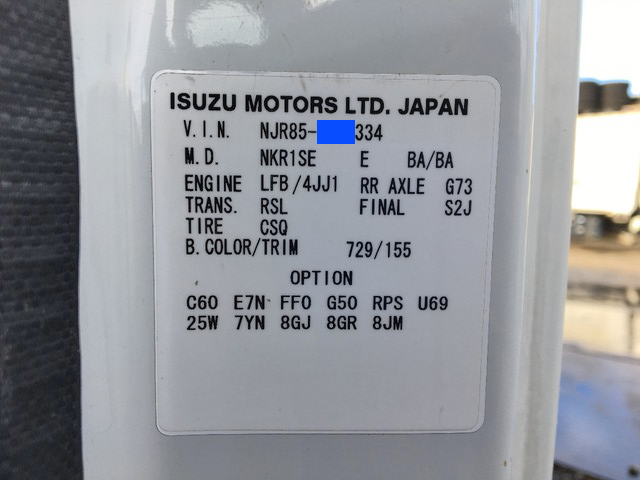 ISUZU MOTORS LTD. JAPAN
V.I.N. NJR85-334
M.D. NKR1SE E BA/BA
ENGINE LFB/4JJ1 RR AXLE G73
TRANS. RSL FINAL S2J
TIRE CSQ
B.COLOR/TRIM 729/155
OPTION
C60 E7N FF0 G50 RPS U69
25W 7YN 8GJ 8GR 8JM